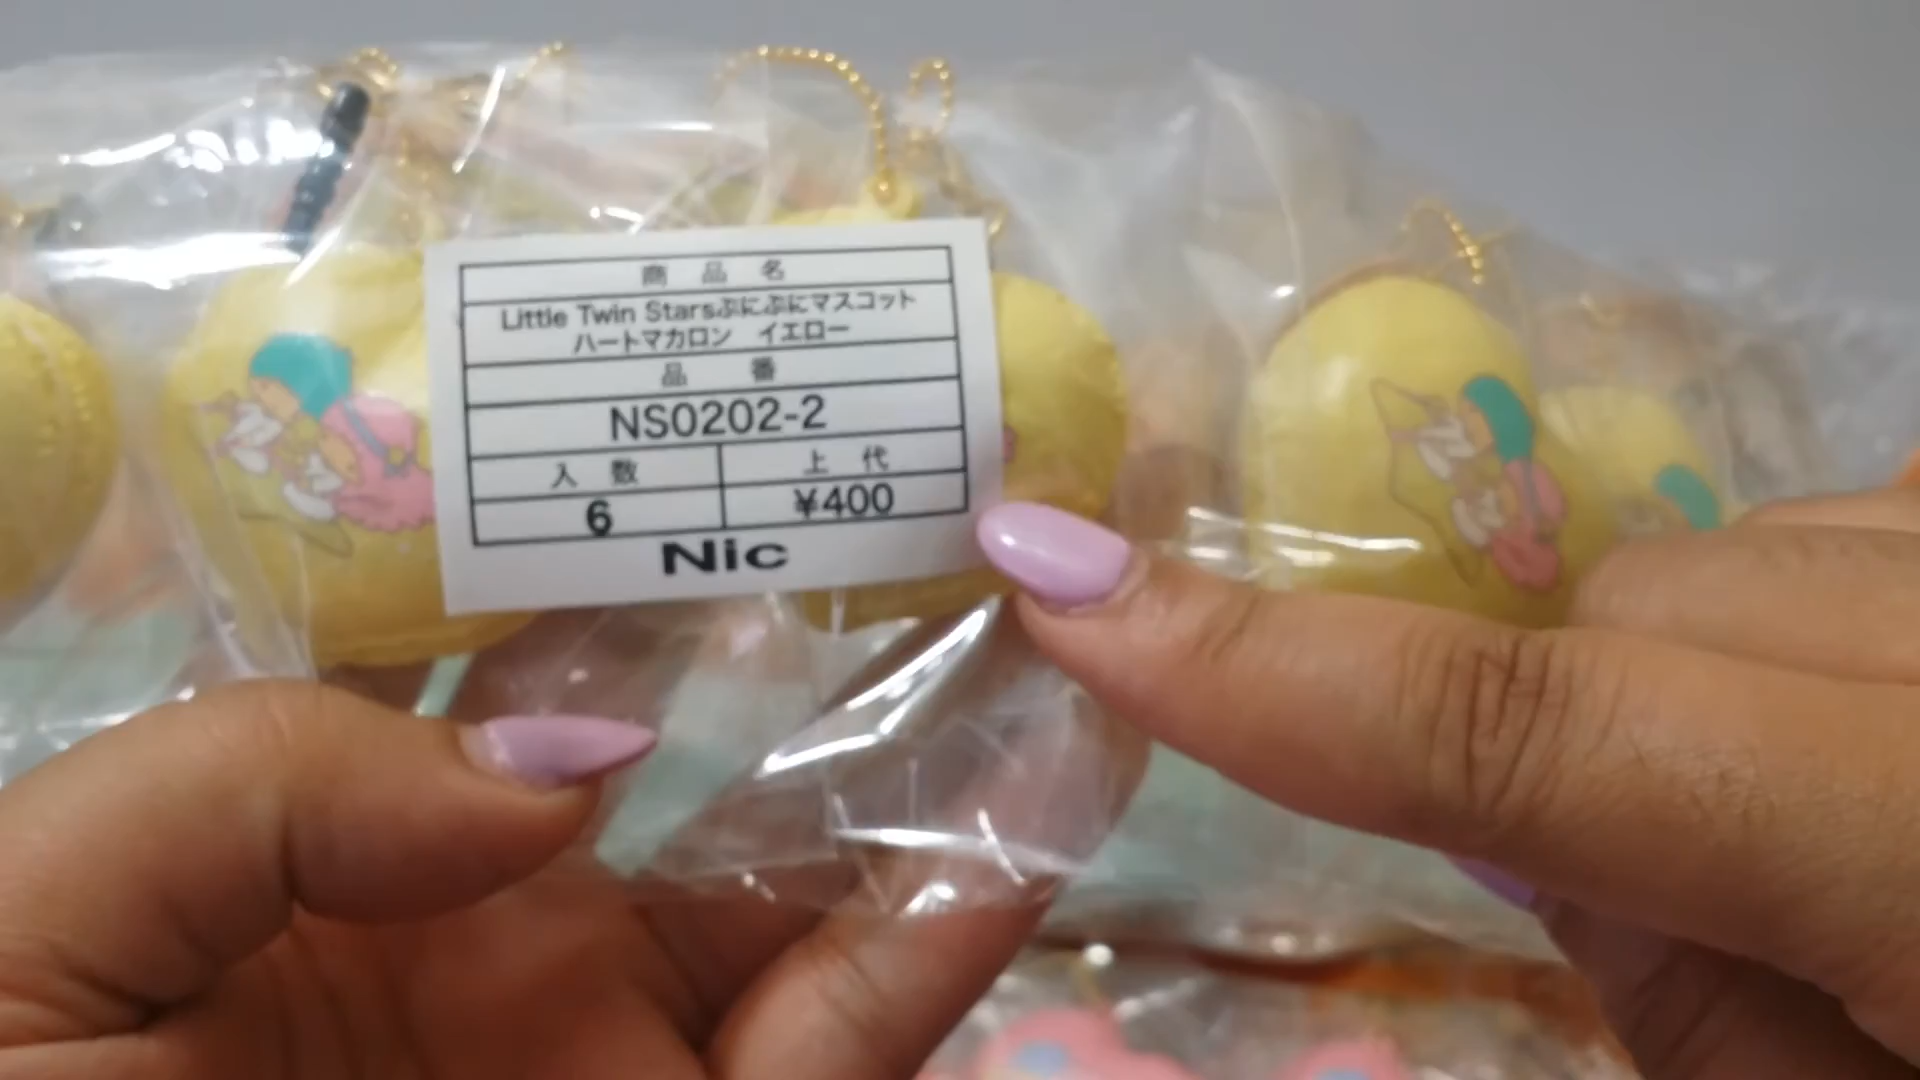 商 品 名
Little Twin Starsぷにぷにマスコット
ハートマカロン イエロー
品 番
NS0202-2
入 数
上 代
6
¥400
Nic